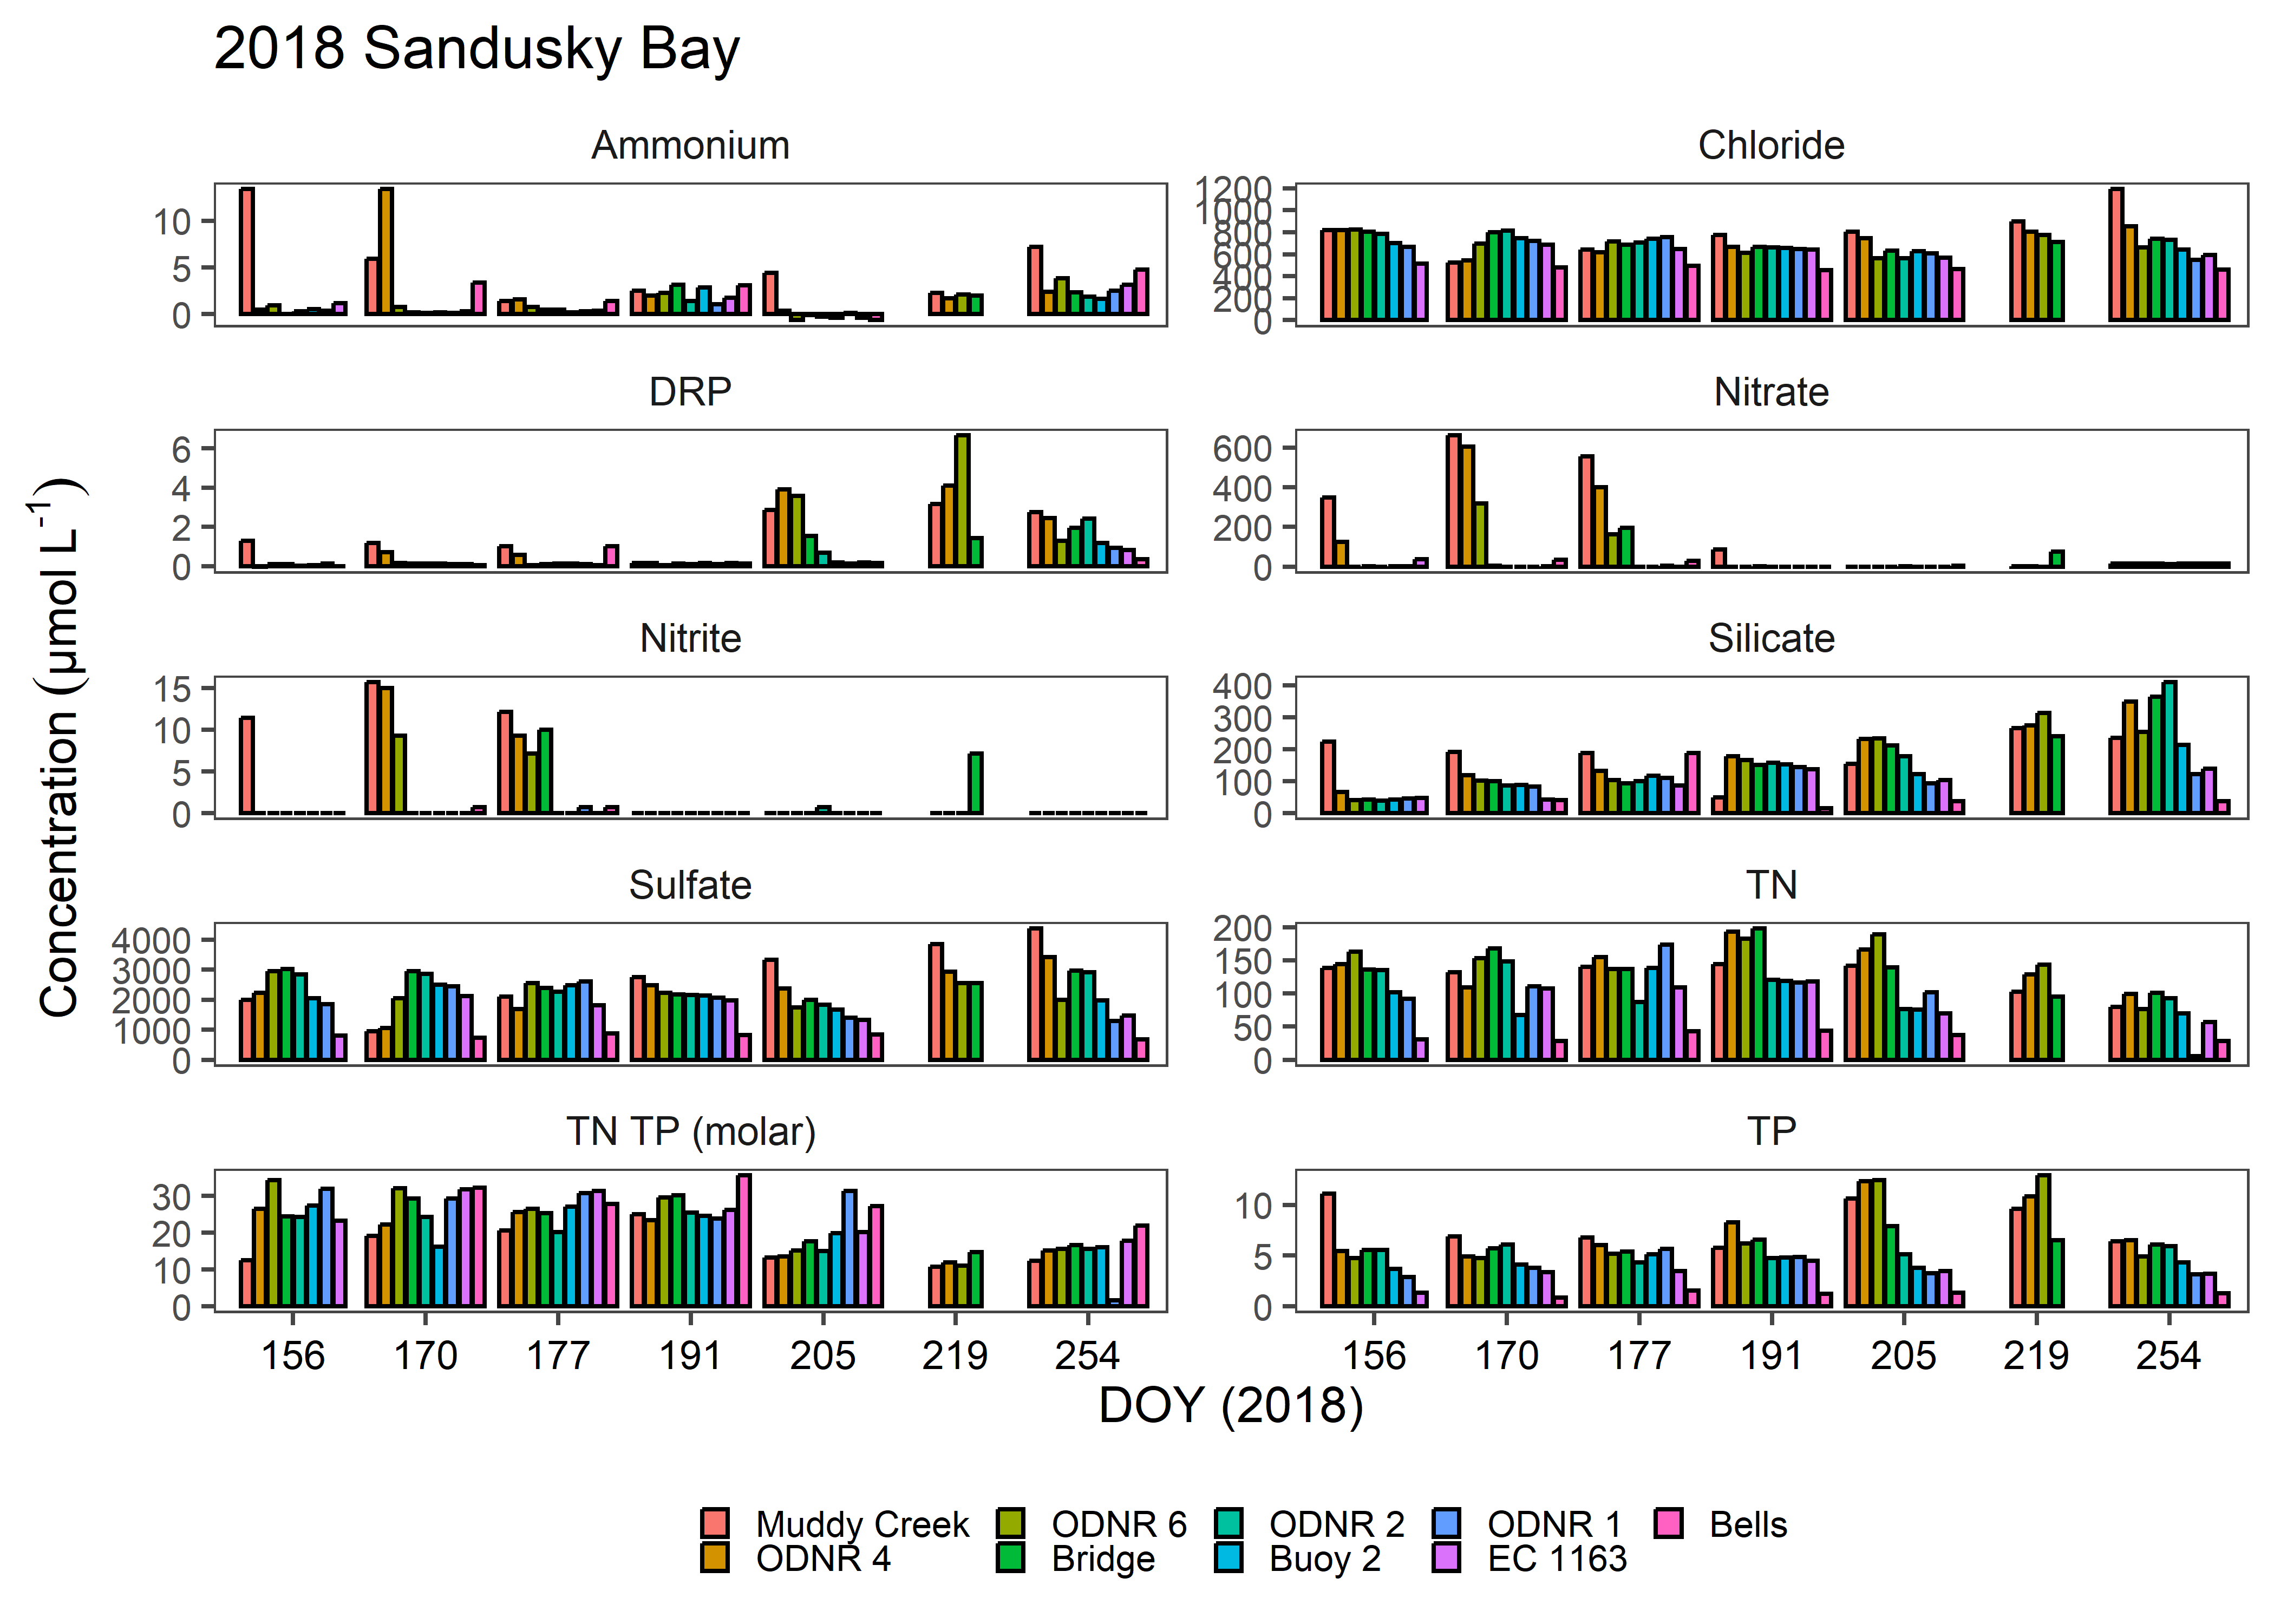 2018 Sandusky Bay
Ammonium
Chloride
10
5
0
1200
1000
800
600
400
200
0
DRP
Nitrate
6
4
2
0
600
400
200
0
Nitrite
Silicate
15
10
5
0
400
300
200
100
0
Sulfate
TN
4000
3000
2000
1000
0
200
150
100
50
0
TN TP (molar)
TP
30
20
10
0
10
5
0
156 170 177 191 205 219 254
156 170 177 191 205 219 254
Concentration (μmol L⁻¹)
DOY (2018)
Muddy Creek ODNR 6 ODNR 2 ODNR 1 Bells
ODNR 4 Bridge Buoy 2 EC 1163